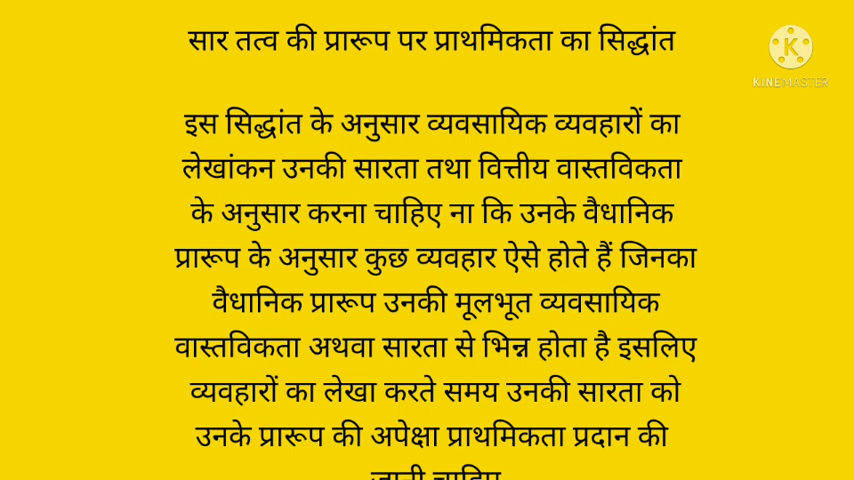 सार तत्व की प्रारूप पर प्राथमिकता का सिद्धांत
K
KINEMASTER
इस सिद्धांत के अनुसार व्यवसायिक व्यवहारों का
लेखांकन उनकी सारता तथा वित्तीय वास्तविकता
के अनुसार करना चाहिए ना कि उनके वैधानिक
प्रारूप के अनुसार कुछ व्यवहार ऐसे होते हैं जिनका
वैधानिक प्रारूप उनकी मूलभूत व्यवसायिक
वास्तविकता अथवा सारता से भिन्न होता है इसलिए
व्यवहारों का लेखा करते समय उनकी सारता को
उनके प्रारूप की अपेक्षा प्राथमिकता प्रदान की
जानी चाहिए